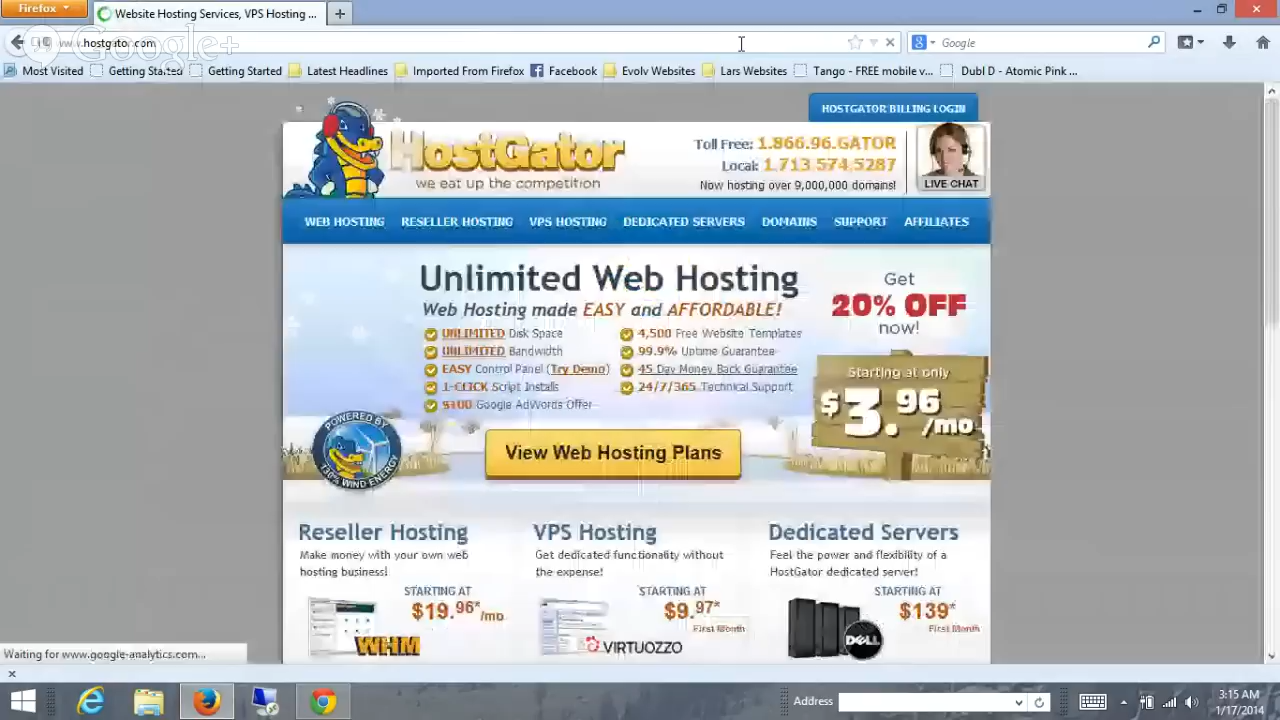 Firefox
Website Hosting Services, VPS Hosting ...
www.hostgator.com
Google+
Google
Most Visited
Getting Started
Getting Started
Latest Headlines
Imported From Firefox
Facebook
Evolv Websites
Lars Websites
Tango - FREE mobile v...
Dubl D - Atomic Pink ...
HOSTGATOR BILLING LOGIN
HostGator
we eat up the competition
Toll Free: 1.866.96.GATOR
Local: 1.713.574.5287
Now hosting over 9,000,000 domains!
LIVE CHAT
WEB HOSTING
RESELLER HOSTING
VPS HOSTING
DEDICATED SERVERS
DOMAINS
SUPPORT
AFFILIATES
Unlimited Web Hosting
Web Hosting made EASY and AFFORDABLE!
UNLIMITED Disk Space
UNLIMITED Bandwidth
EASY Control Panel (Try Demo)
1-CLICK Script Installs
$100 Google AdWords Offer
4,500 Free Website Templates
99.9% Uptime Guarantee
45 Day Money Back Guarantee
24/7/365 Technical Support
Get
20% OFF
now!
Starting at only
$3.96
/mo
POWERED BY
130% WIND ENERGY
View Web Hosting Plans
Reseller Hosting
Make money with your own web
hosting business!
STARTING AT
$19.96*/mo
WHM
VPS Hosting
Get dedicated functionality without
the expense!
STARTING AT
$9.97*
First Month
VIRTUOZZO
Dedicated Servers
Feel the power and flexibility of a
HostGator dedicated server!
STARTING AT
$139*
First Month
DELL
Waiting for www.google-analytics.com...
Address
3:15 AM
1/17/2014